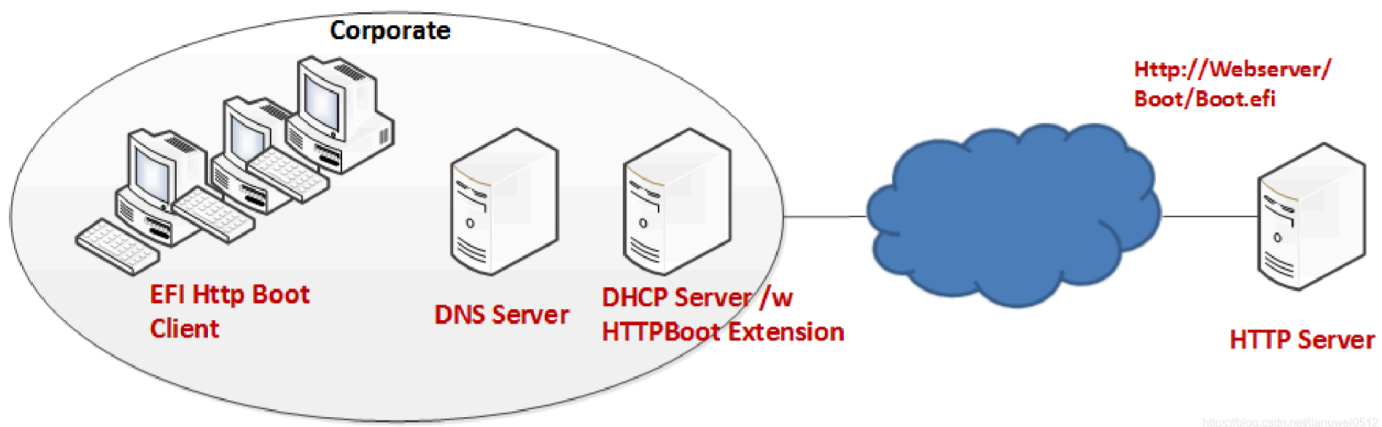 Corporate
Http://Webserver/
Boot/Boot.efi
EFI Http Boot
Client
DNS Server
DHCP Server /w
HTTPBoot Extension
HTTP Server
https://blog.csdn.net/liangwei0512